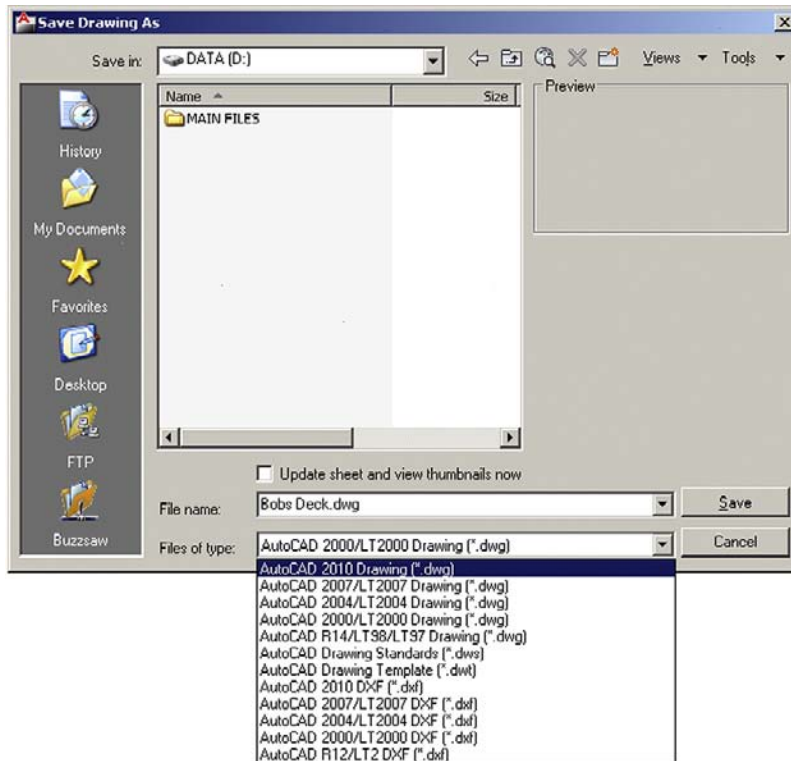 Save Drawing As
Save in: DATA (D:) Views Tools
Name Size Preview
MAIN FILES
History
My Documents
Favorites
Desktop
FTP
Buzzsaw
Update sheet and view thumbnails now
File name: Bobs Deck.dwg Save
Files of type: AutoCAD 2000/LT2000 Drawing (*.dwg) Cancel
AutoCAD 2010 Drawing (*.dwg)
AutoCAD 2007/LT2007 Drawing (*.dwg)
AutoCAD 2004/LT2004 Drawing (*.dwg)
AutoCAD 2000/LT2000 Drawing (*.dwg)
AutoCAD R14/LT98/LT97 Drawing (*.dwg)
AutoCAD Drawing Standards (*.dws)
AutoCAD Drawing Template (*.dwt)
AutoCAD 2010 DXF (*.dxf)
AutoCAD 2007/LT2007 DXF (*.dxf)
AutoCAD 2004/LT2004 DXF (*.dxf)
AutoCAD 2000/LT2000 DXF (*.dxf)
AutoCAD R12/LT2 DXF (*.dxf)